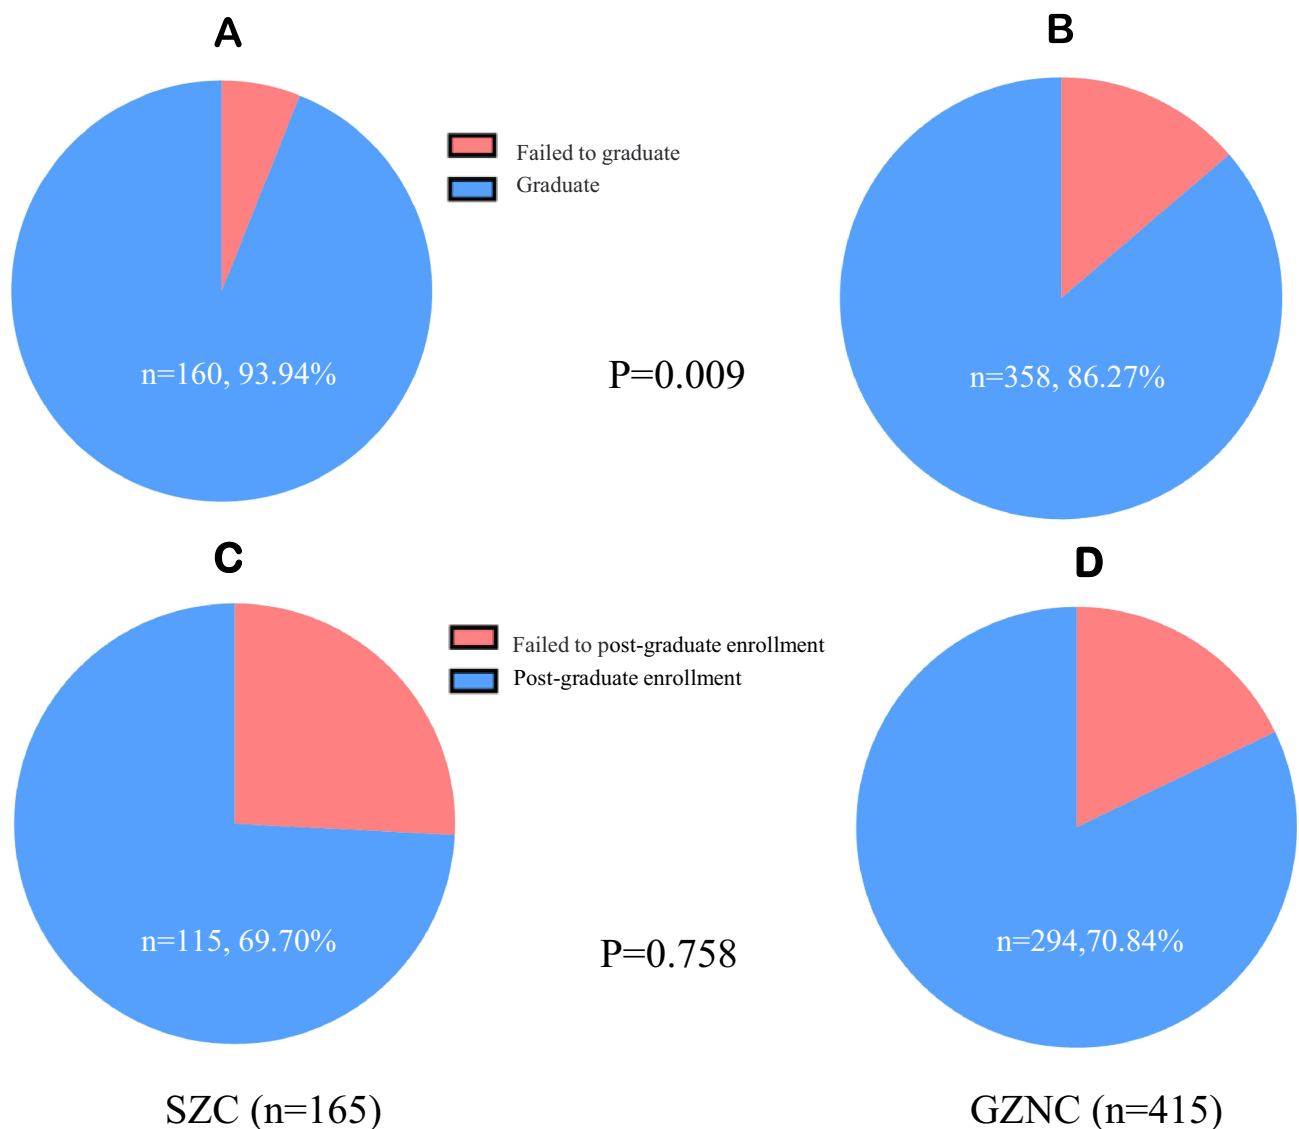 A
B
Failed to graduate
Graduate
n=160, 93.94%
P=0.009
n=358, 86.27%
C
D
Failed to post-graduate enrollment
Post-graduate enrollment
n=115, 69.70%
P=0.758
n=294,70.84%
SZC (n=165)
GZNC (n=415)